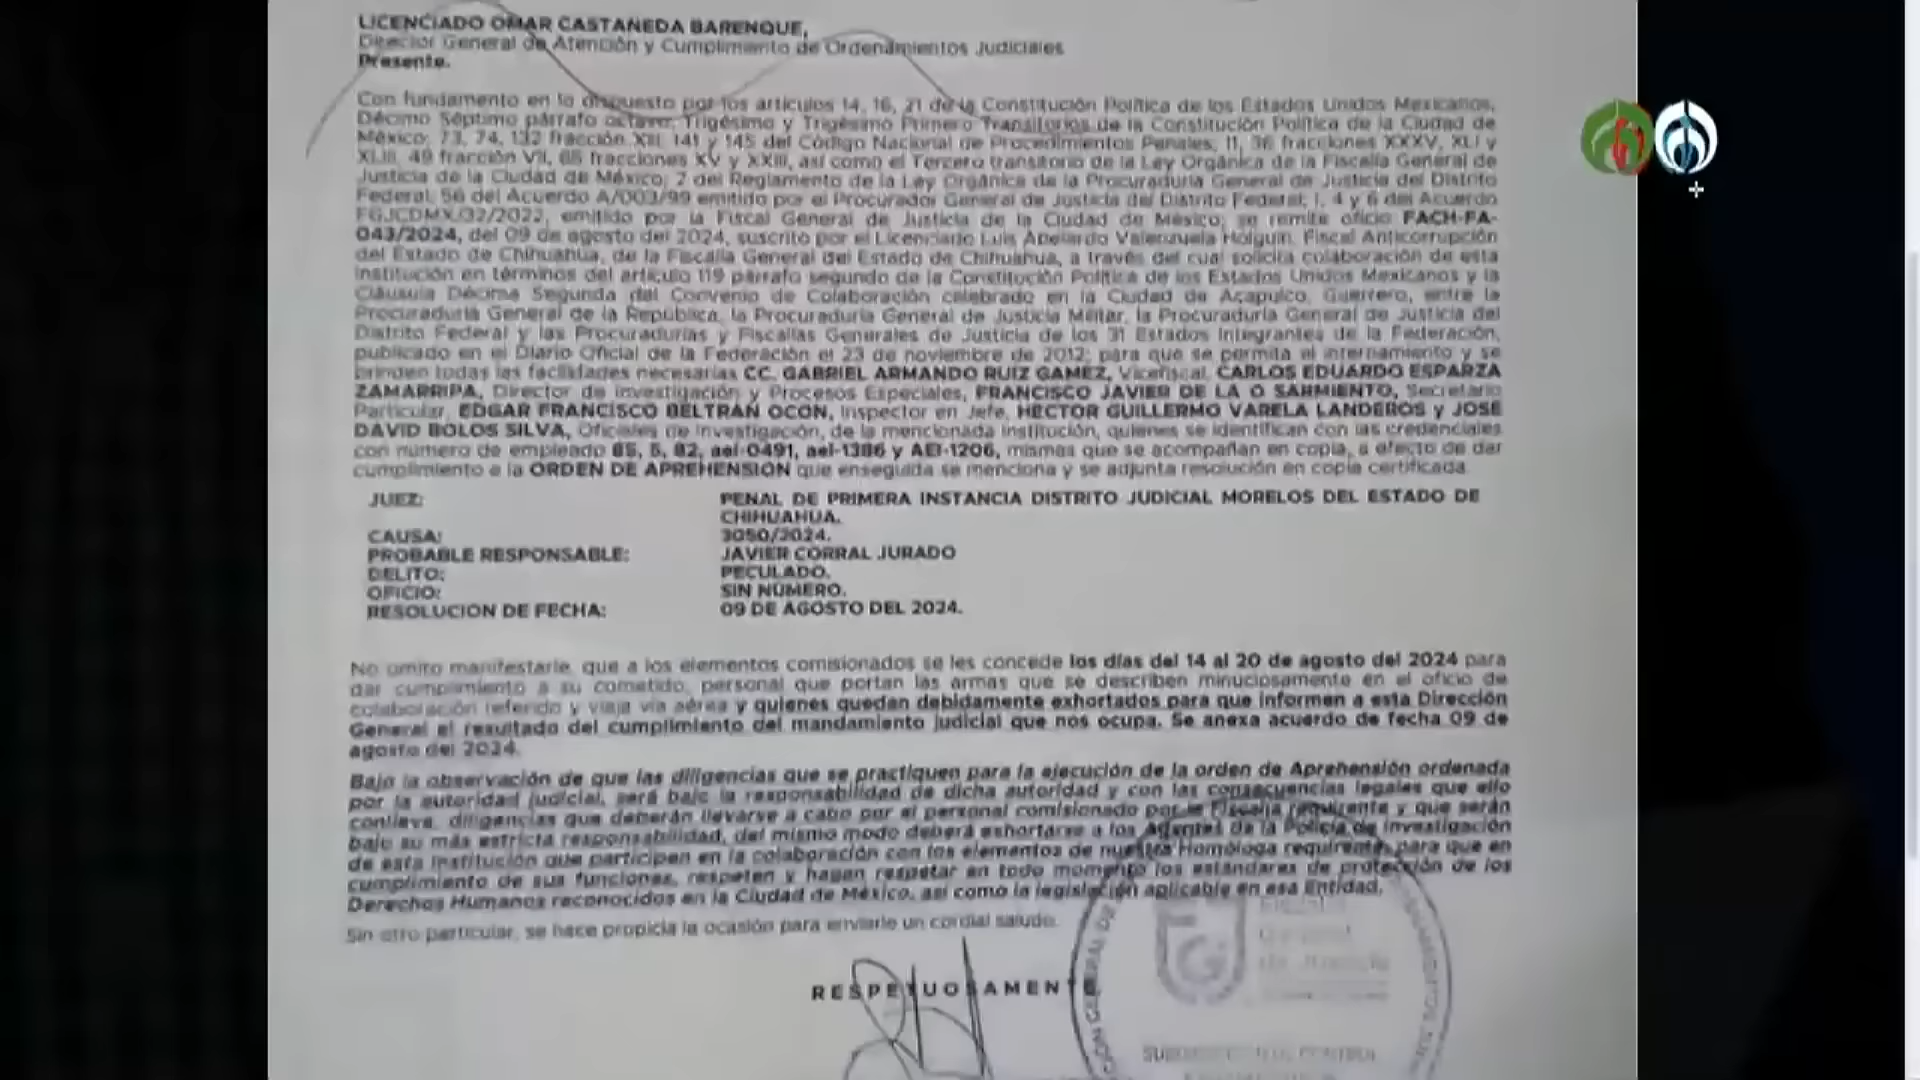 LICENCIADO OMAR CASTAÑEDA BARENQUE,
Director General de Atención y Cumplimiento de Ordenamientos Judiciales
Presente.
Con fundamento en lo dispuesto por los artículos 14, 16, 21 de la Constitución Política de los Estados Unidos Mexicanos,
Décimo Séptimo párrafo octavo, Trigésimo y Trigésimo Primero Transitorios de la Constitución Política de la Ciudad de
México; 73, 74, 132 fracción XIII, 141 y 145 del Código Nacional de Procedimientos Penales, 11, 36 fracciones XXXV, XLI y
XLIII, 49 fracción VII, 65 fracciones XV y XXIII, así como el Tercero transitorio de la Ley Orgánica de la Fiscalía General de
Justicia de la Ciudad de México; 2 del Reglamento de la Ley Orgánica de la Procuraduría General de Justicia del Distrito
Federal; 56 del Acuerdo A/003/99 emitido por el Procurador General de Justicia del Distrito Federal; 1, 4 y 6 del Acuerdo
FGJCDMX/32/2022, emitido por la Fiscal General de Justicia de la Ciudad de México; se remite oficio FACH-FA-
043/2024, del 09 de agosto del 2024, suscrito por el Licenciado Luis Abelardo Valenzuela Holguín, Fiscal Anticorrupción
del Estado de Chihuahua, de la Fiscalía General del Estado de Chihuahua, a través del cual solicita colaboración de esta
institución en términos del artículo 119 párrafo segundo de la Constitución Política de los Estados Unidos Mexicanos y la
Cláusula Décima Segunda del Convenio de Colaboración celebrado en la Ciudad de Acapulco, Guerrero, entre la
Procuraduría General de la República, la Procuraduría General de Justicia Militar, la Procuraduría General de Justicia del
Distrito Federal y las Procuradurías y Fiscalías Generales de Justicia de los 31 Estados Integrantes de la Federación,
publicado en el Diario Oficial de la Federación el 23 de noviembre de 2012; para que se permita el internamiento y se
brinden todas las facilidades necesarias CC. GABRIEL ARMANDO RUIZ GAMEZ, Vicefiscal, CARLOS EDUARDO ESPARZA
ZAMARRIPA, Director de Investigación y Procesos Especiales, FRANCISCO JAVIER DE LA O SARMIENTO, Secretario
Particular, EDGAR FRANCISCO BELTRAN OCON, Inspector en Jefe, HECTOR GUILLERMO VARELA LANDEROS y JOSE
DAVID BOLOS SILVA, Oficiales de Investigación, de la mencionada Institución, quienes se identifican con las credenciales
con número de empleado 85, 5, 82, aei-0491, aei-1386 y AEI-1206, mismas que se acompañan en copia, a efecto de dar
cumplimiento a la ORDEN DE APREHENSIÓN que enseguida se menciona y se adjunta resolución en copia certificada.
JUEZ: PENAL DE PRIMERA INSTANCIA DISTRITO JUDICIAL MORELOS DEL ESTADO DE
CHIHUAHUA.
CAUSA: 3050/2024.
PROBABLE RESPONSABLE: JAVIER CORRAL JURADO
DELITO: PECULADO.
OFICIO: SIN NÚMERO.
RESOLUCIÓN DE FECHA: 09 DE AGOSTO DEL 2024.
No omito manifestarle, que a los elementos comisionados se les concede los días del 14 al 20 de agosto del 2024 para
dar cumplimiento a su cometido, personal que portan las armas que se describen minuciosamente en el oficio de
colaboración referido y viaja vía aérea y quienes quedan debidamente exhortados para que informen a esta Dirección
General el resultado del cumplimiento del mandamiento judicial que nos ocupa. Se anexa acuerdo de fecha 09 de
agosto del 2024.
Bajo la observación de que las diligencias que se practiquen para la ejecución de la orden de Aprehensión ordenada
por la autoridad judicial, será bajo la responsabilidad de dicha autoridad y con las consecuencias legales que ello
conlleva, diligencias que deberán llevarse a cabo por el personal comisionado por la Fiscalía requirente y que serán
bajo su más estricta responsabilidad, del mismo modo deberá exhortarse a los Agentes de la Policía de Investigación
de esta Institución que participen en la colaboración con los elementos de nuestra Homóloga requirente, para que en
cumplimiento de sus funciones, respeten y hagan respetar en todo momento los estándares de protección de los
Derechos Humanos reconocidos en la Ciudad de México, así como la legislación aplicable en esa Entidad.
Sin otro particular, se hace propicia la ocasión para enviarle un cordial saludo.
RESPETUOSAMENTE